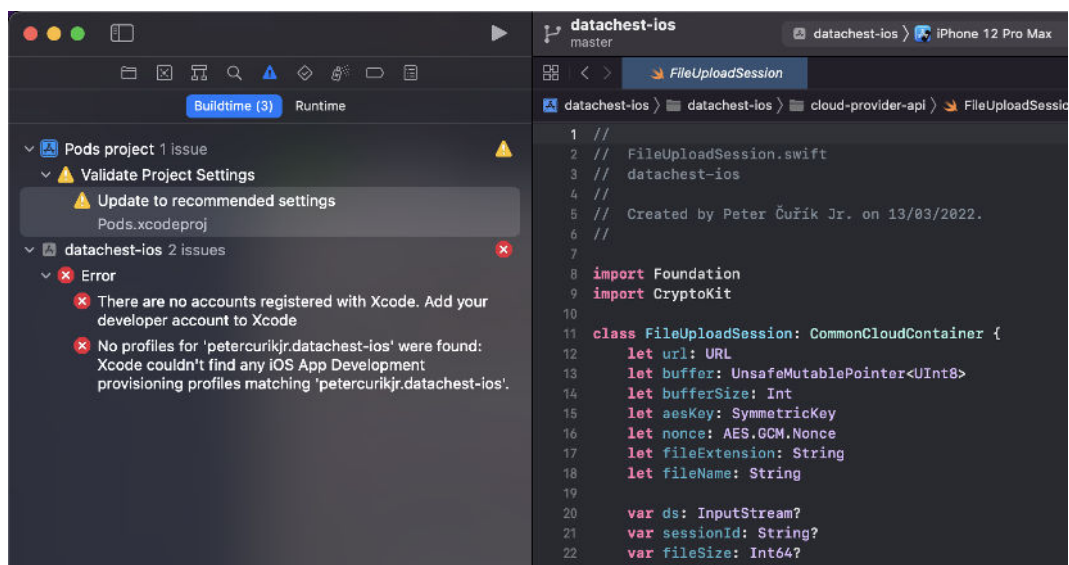 datachest-ios
master
datachest-ios 〉 iPhone 12 Pro Max
FileUploadSession
Buildtime (3) Runtime
datachest-ios 〉 datachest-ios 〉 cloud-provider-api 〉 FileUploadSessio
Pods project 1 issue
Validate Project Settings
Update to recommended settings
Pods.xcodeproj
datachest-ios 2 issues
Error
There are no accounts registered with Xcode. Add your
developer account to Xcode
No profiles for 'petercurikjr.datachest-ios' were found:
Xcode couldn't find any iOS App Development
provisioning profiles matching 'petercurikjr.datachest-ios'.
1 //
2 // FileUploadSession.swift
3 // datachest-ios
4 //
5 // Created by Peter Čuřík Jr. on 13/03/2022.
6 //
7
8 import Foundation
9 import CryptoKit
10
11 class FileUploadSession: CommonCloudContainer {
12 let url: URL
13 let buffer: UnsafeMutablePointer<UInt8>
14 let bufferSize: Int
15 let aesKey: SymmetricKey
16 let nonce: AES.GCM.Nonce
17 let fileExtension: String
18 let fileName: String
19
20 var ds: InputStream?
21 var sessionId: String?
22 var fileSize: Int64?